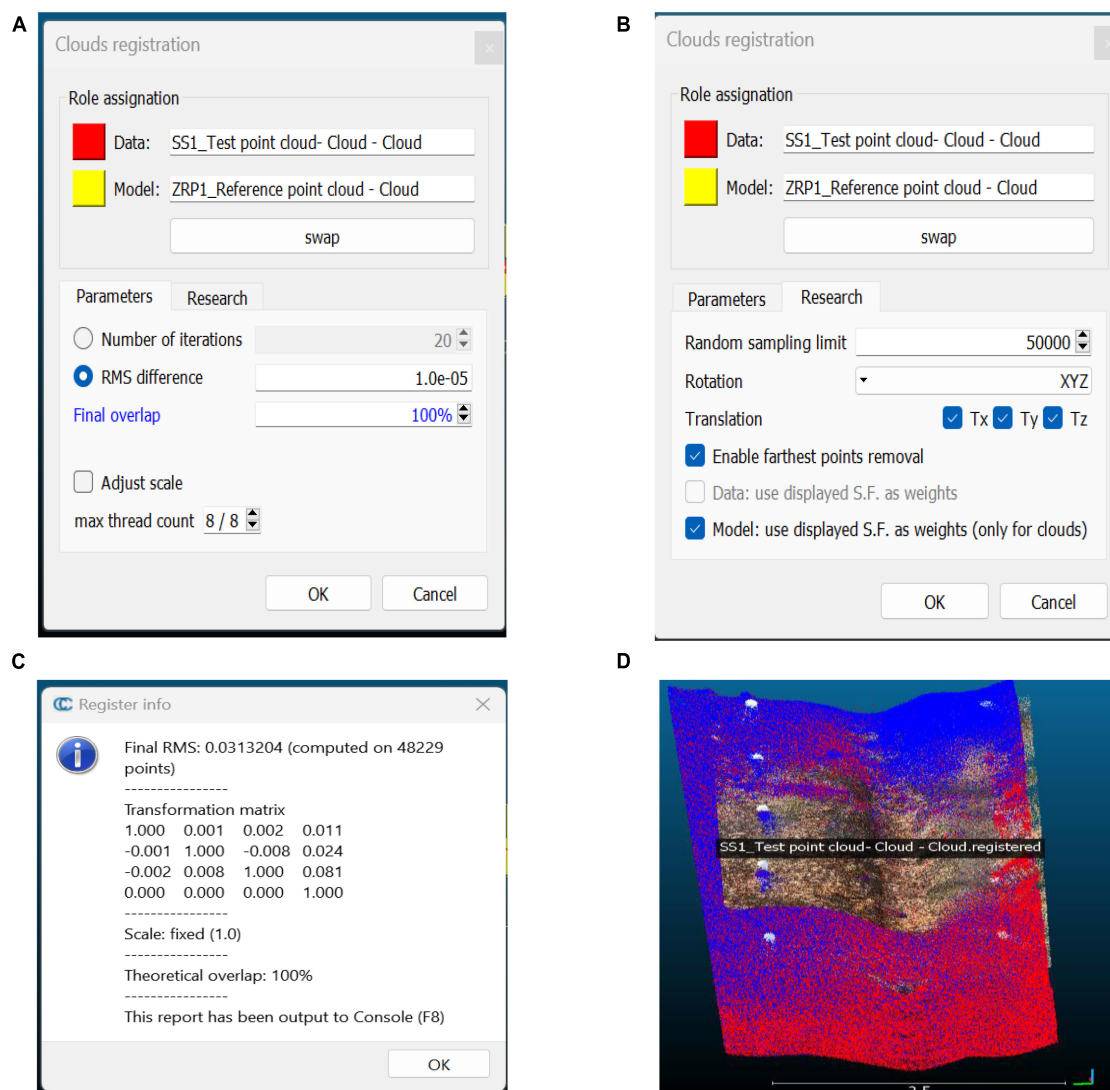 A
Clouds registration
Role assignation
Data: SS1_Test point cloud- Cloud - Cloud
Model: ZRP1_Reference point cloud - Cloud
swap
Parameters Research
Number of iterations 20
RMS difference 1.0e-05
Final overlap 100%
Adjust scale
max thread count 8 / 8
OK Cancel
B
Clouds registration
Role assignation
Data: SS1_Test point cloud- Cloud - Cloud
Model: ZRP1_Reference point cloud - Cloud
swap
Parameters Research
Random sampling limit 50000
Rotation XYZ
Translation Tx Ty Tz
Enable farthest points removal
Data: use displayed S.F. as weights
Model: use displayed S.F. as weights (only for clouds)
OK Cancel
C
Register info
Final RMS: 0.0313204 (computed on 48229
points)
----------------
Transformation matrix
1.000 0.001 0.002 0.011
-0.001 1.000 -0.008 0.024
-0.002 0.008 1.000 0.081
0.000 0.000 0.000 1.000
----------------
Scale: fixed (1.0)
----------------
Theoretical overlap: 100%
----------------
This report has been output to Console (F8)
OK
D
SS1_Test point cloud- Cloud - Cloud.registered